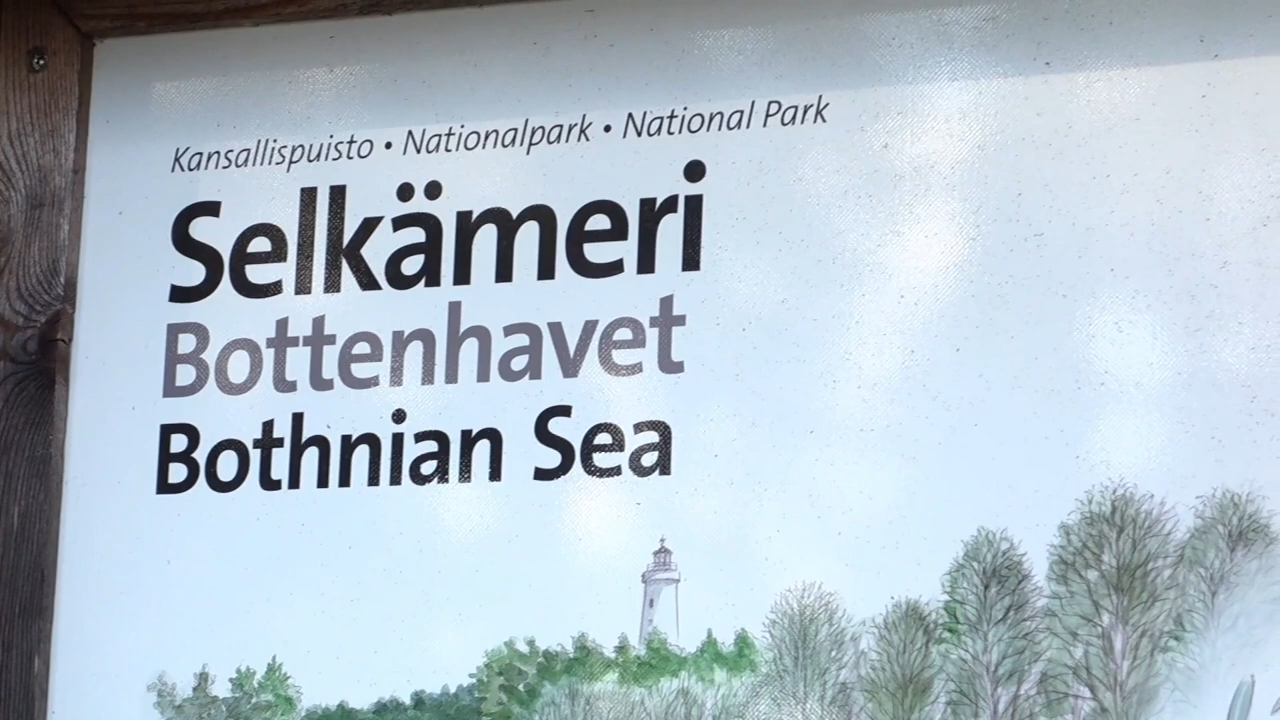 Kansallispuisto • Nationalpark • National Park
Selkämeri
Bottenhavet
Bothnian Sea